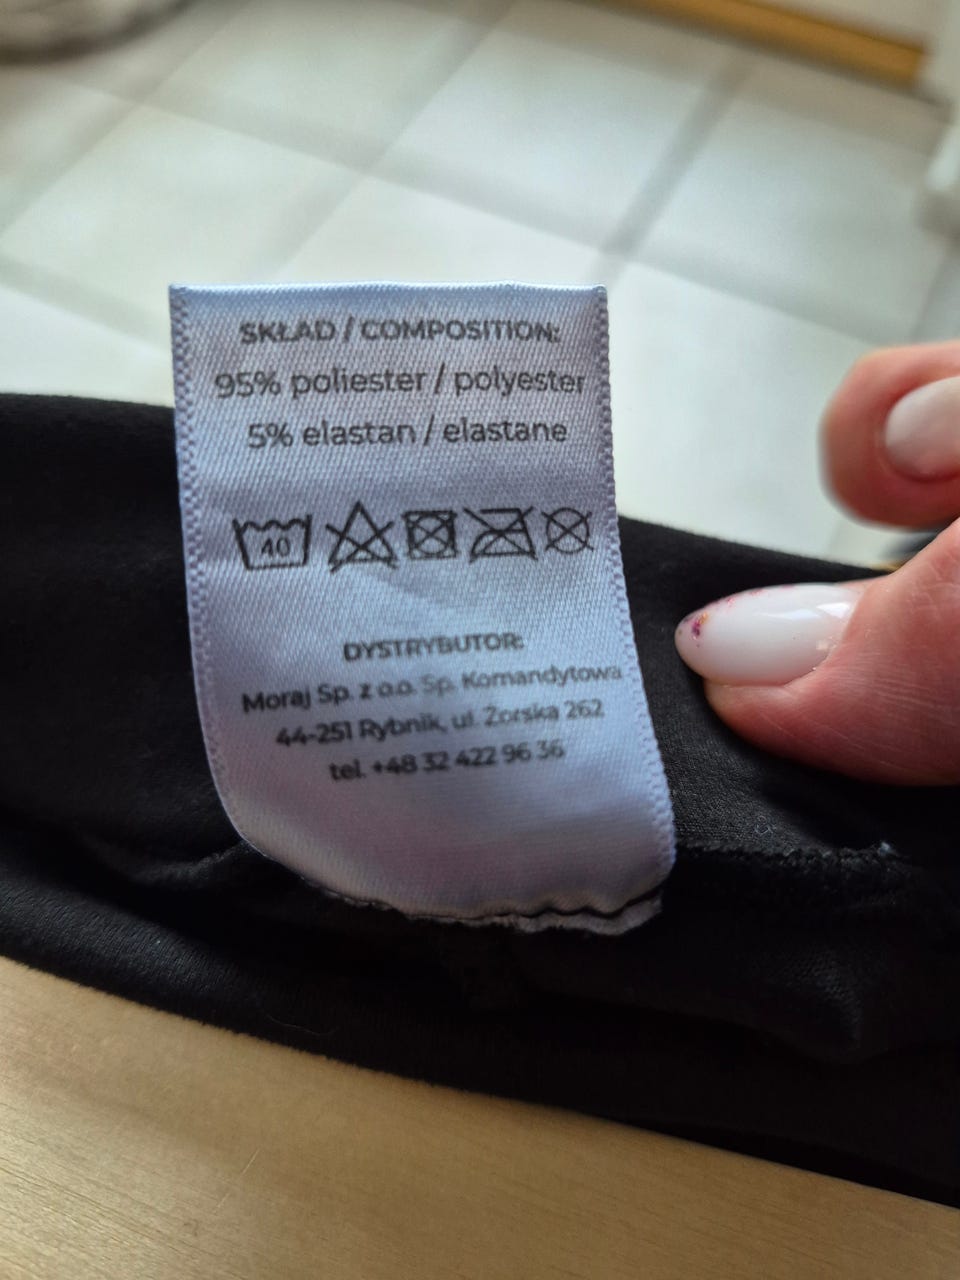 SKŁAD / COMPOSITION:
95% poliester / polyester
5% elastan / elastane
40
DYSTRYBUTOR:
Moraj Sp. z o.o. Sp. Komandytowa
44-251 Rybnik, ul. Żorska 262
tel. +48 32 422 96 36